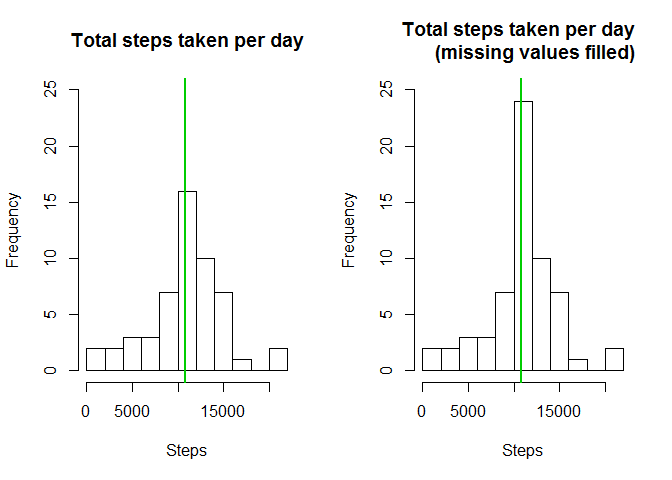 Total steps taken per day
Frequency
25
20
15
10
5
0
0 5000 15000
Steps
Total steps taken per day
(missing values filled)
Frequency
25
20
15
10
5
0
0 5000 15000
Steps